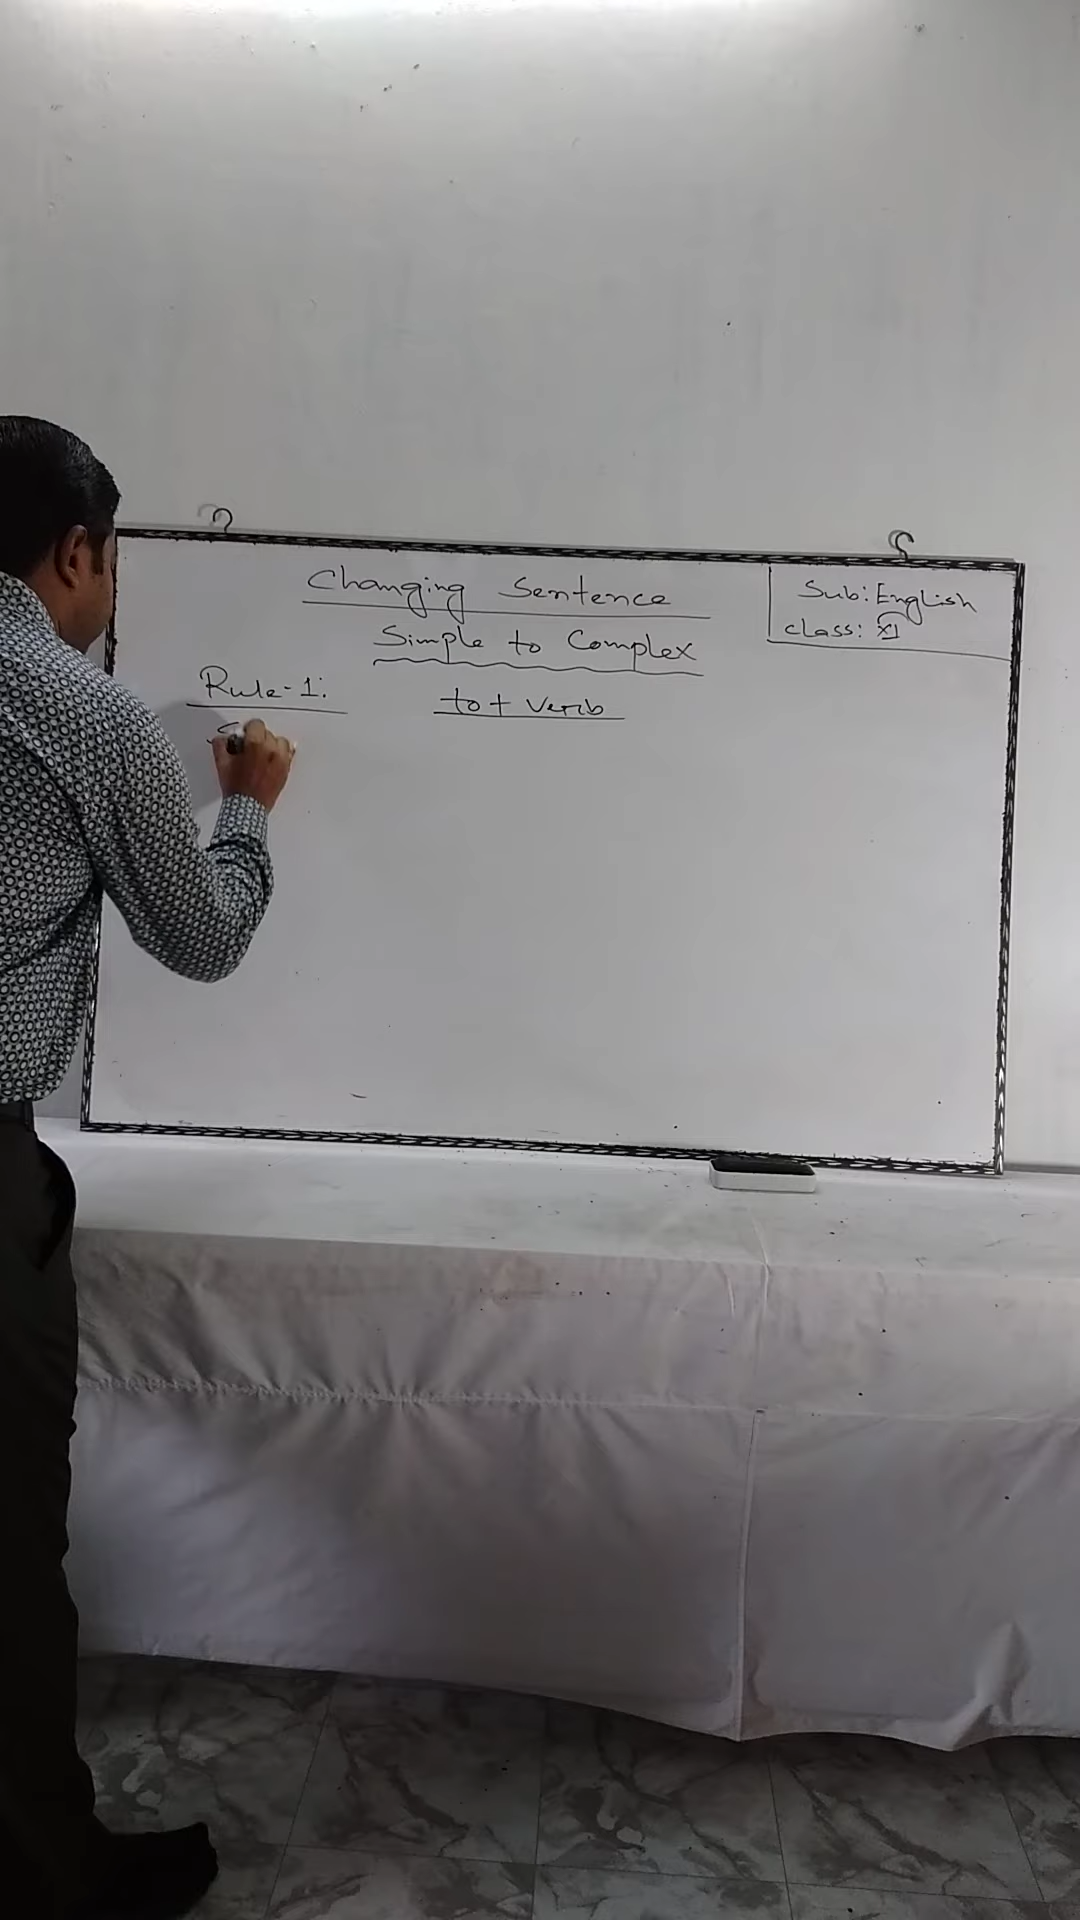 Changing Sentence
Simple to Complex
Sub: English
class: XI
Rule-1:
to + verb
S